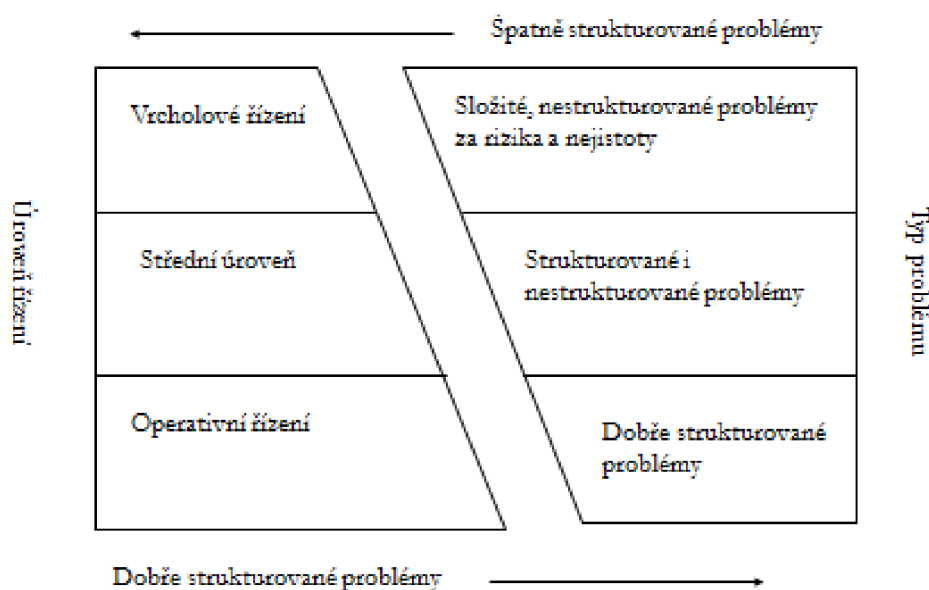 Špatně strukturované problémy
Vrcholové řízení
Složité, nestrukturované problémy
za rizika a nejistoty
Úroveň řízení
Typ problému
Střední úroveň
Strukturované i
nestrukturované problémy
Operativní řízení
Dobře strukturované
problémy
Dobře strukturované problémy